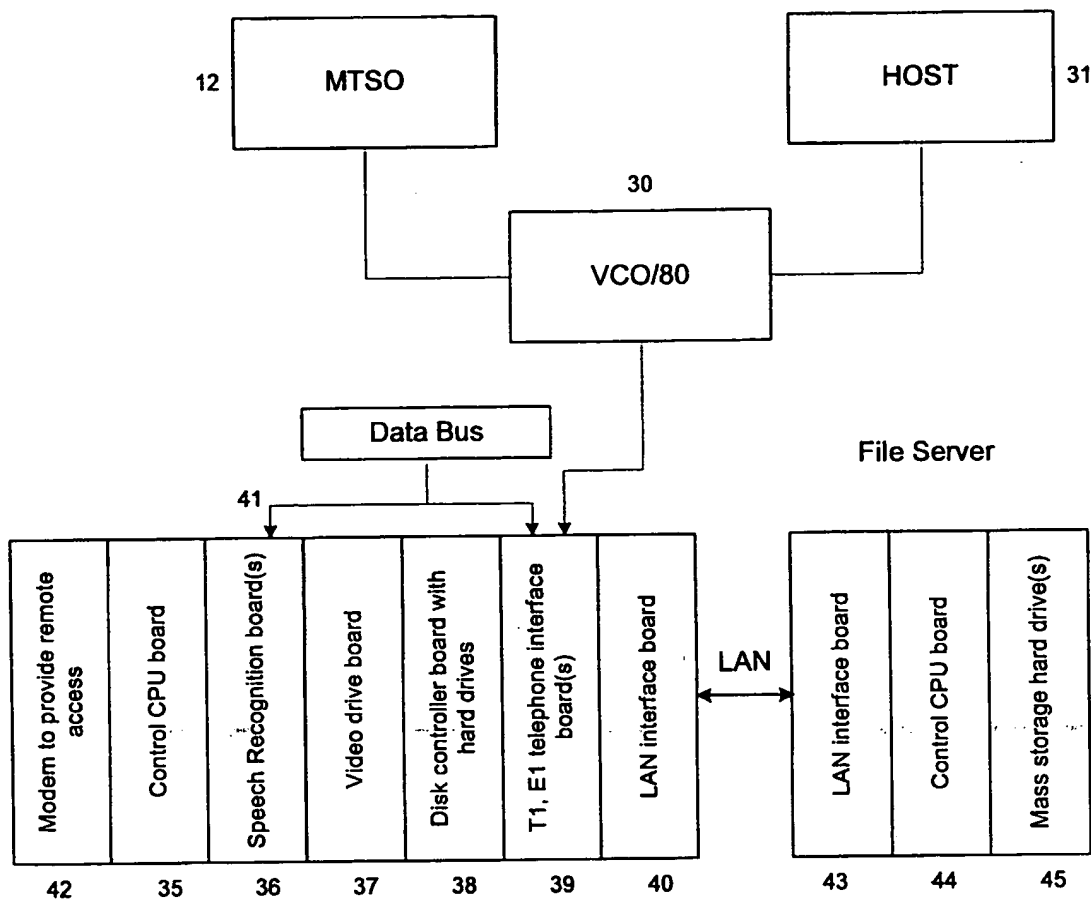 12
MTSO
HOST
31
30
VCO/80
Data Bus
File Server
41
Modem to provide remote
access
Control CPU board
Speech Recognition board(s)
Video drive board
Disk controller board with
hard drives
T1, E1 telephone interface
board(s)
LAN interface board
LAN
LAN interface board
Control CPU board
Mass storage hard drive(s)
42
35
36
37
38
39
40
43
44
45